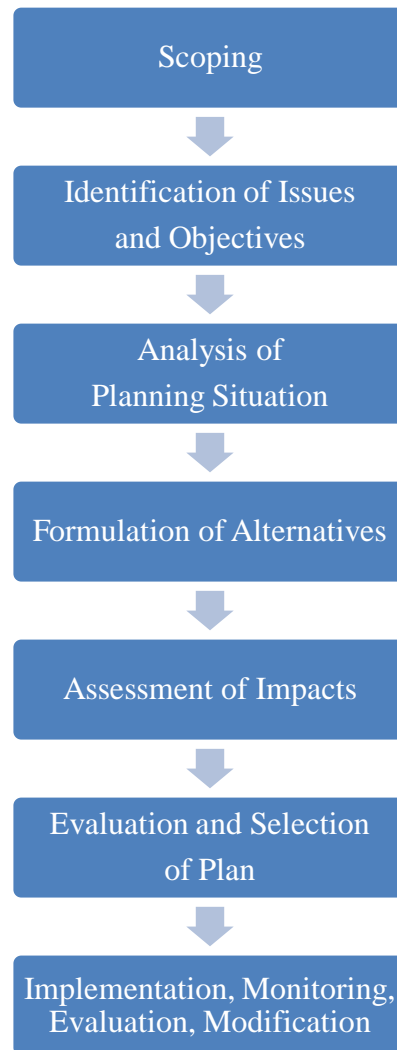 Scoping
Identification of Issues
and Objectives
Analysis of
Planning Situation
Formulation of Alternatives
Assessment of Impacts
Evaluation and Selection
of Plan
Implementation, Monitoring,
Evaluation, Modification